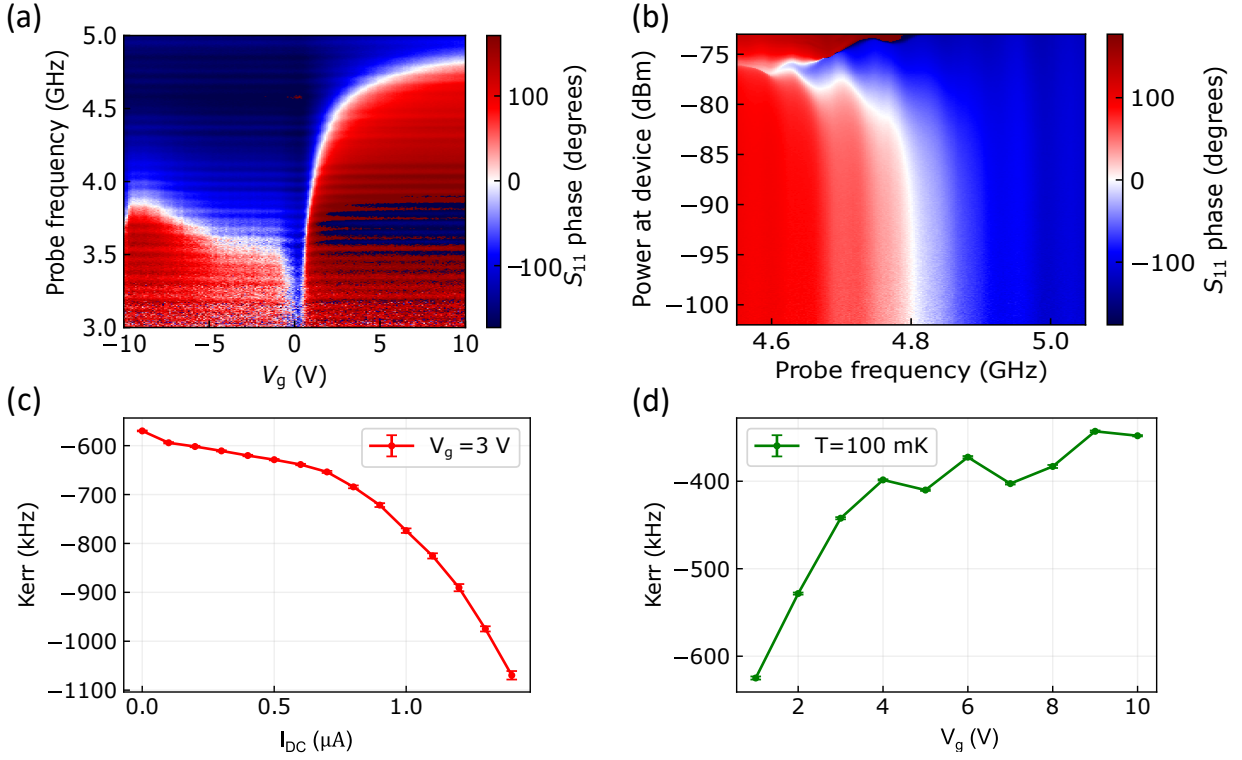 (a)
5.0
4.5
4.0
3.5
3.0
Probe frequency (GHz)
−10
−5
0
5
10
V_g (V)
100
0
−100
S₁₁ phase (degrees)
(b)
−75
−80
−85
−90
−95
−100
Power at device (dBm)
4.6
4.8
5.0
Probe frequency (GHz)
100
0
−100
S₁₁ phase (degrees)
(c)
−600
−700
−800
−900
−1000
−1100
Kerr (kHz)
V_g =3 V
0.0
0.5
1.0
I_DC (μA)
(d)
−400
−500
−600
Kerr (kHz)
T=100 mK
2
4
6
8
10
V_g (V)